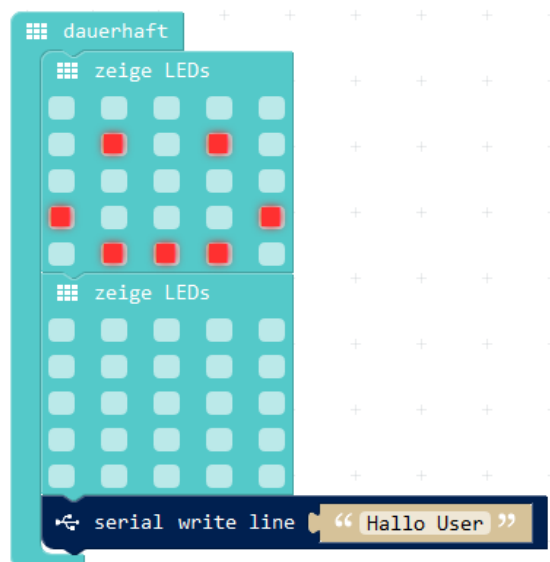 dauerhaft
zeige LEDs
zeige LEDs
serial write line “ Hallo User ”